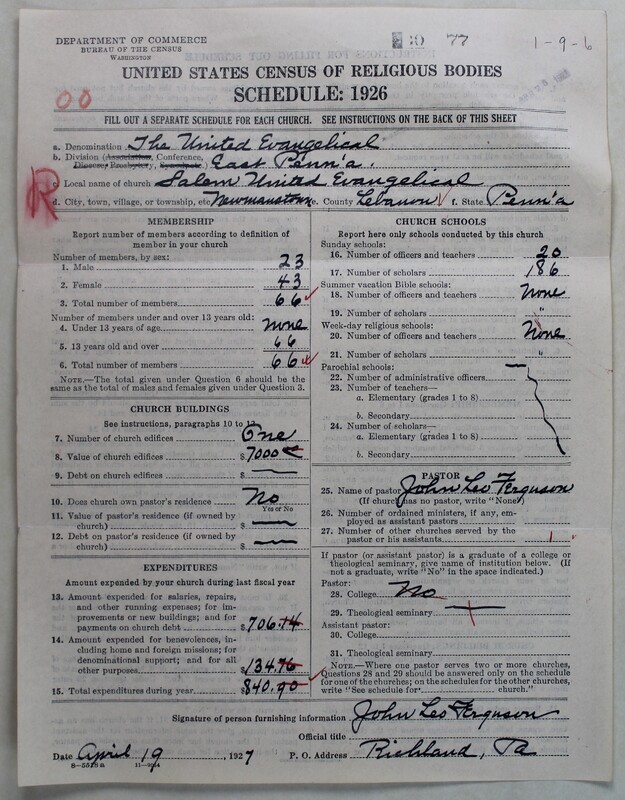 DEPARTMENT OF COMMERCE
BUREAU OF THE CENSUS
WASHINGTON
30 77
1-9-6
UNITED STATES CENSUS OF RELIGIOUS BODIES
SCHEDULE: 1926
00
FILL OUT A SEPARATE SCHEDULE FOR EACH CHURCH. SEE INSTRUCTIONS ON THE BACK OF THIS SHEET
a. Denomination The United Evangelical
b. Division (Association, Conference, Diocese, Presbytery, Synod, etc.) East Penn'a.
R
c. Local name of church Salem United Evangelical
d. City, town, village, or township, etc. Newmanstown e. County Lebanon f. State Penn'a
MEMBERSHIP
Report number of members according to definition of member in your church
Number of members, by sex:
1. Male 23
2. Female 43
3. Total number of members 66
Number of members under and over 13 years old:
4. Under 13 years of age none
5. 13 years old and over 66
6. Total number of members 66
NOTE.—The total given under Question 6 should be the same as the total of males and females given under Question 3.
CHURCH BUILDINGS
See instructions, paragraphs 10 to 12
7. Number of church edifices One
8. Value of church edifices $ 7000
9. Debt on church edifices $ —
10. Does church own pastor's residence No
Yes or No
11. Value of pastor's residence (if owned by church) $ —
12. Debt on pastor's residence (if owned by church) $ —
EXPENDITURES
Amount expended by your church during last fiscal year
13. Amount expended for salaries, repairs, and other running expenses; for improvements or new buildings; and for payments on church debt $ 706.14
14. Amount expended for benevolences, including home and foreign missions; for denominational support; and for all other purposes $ 134.76
15. Total expenditures during year $ 840.90
CHURCH SCHOOLS
Report here only schools conducted by this church
Sunday schools:
16. Number of officers and teachers 20
17. Number of scholars 186
Summer vacation Bible schools:
18. Number of officers and teachers None
19. Number of scholars "
Week-day religious schools:
20. Number of officers and teachers None
21. Number of scholars "
Parochial schools:
22. Number of administrative officers —
23. Number of teachers—
a. Elementary (grades 1 to 8)
b. Secondary
24. Number of scholars—
a. Elementary (grades 1 to 8)
b. Secondary
PASTOR
25. Name of pastor John Leo Ferguson
(If church has no pastor, write "None")
26. Number of ordained ministers, if any, employed as assistant pastors
27. Number of other churches served by the pastor or his assistants 1
If pastor (or assistant pastor) is a graduate of a college or theological seminary, give name of institution below. (If not a graduate, write "No" in the space indicated.)
Pastor:
28. College No
29. Theological seminary —
Assistant pastor:
30. College
31. Theological seminary
NOTE.—Where one pastor serves two or more churches, Questions 28 and 29 should be answered only on the schedule for one of the churches; on the schedule for the other churches, write "See schedule for church."
Signature of person furnishing information John Leo Ferguson
Official title
Date April 19, 1927 P. O. Address Richland, Pa